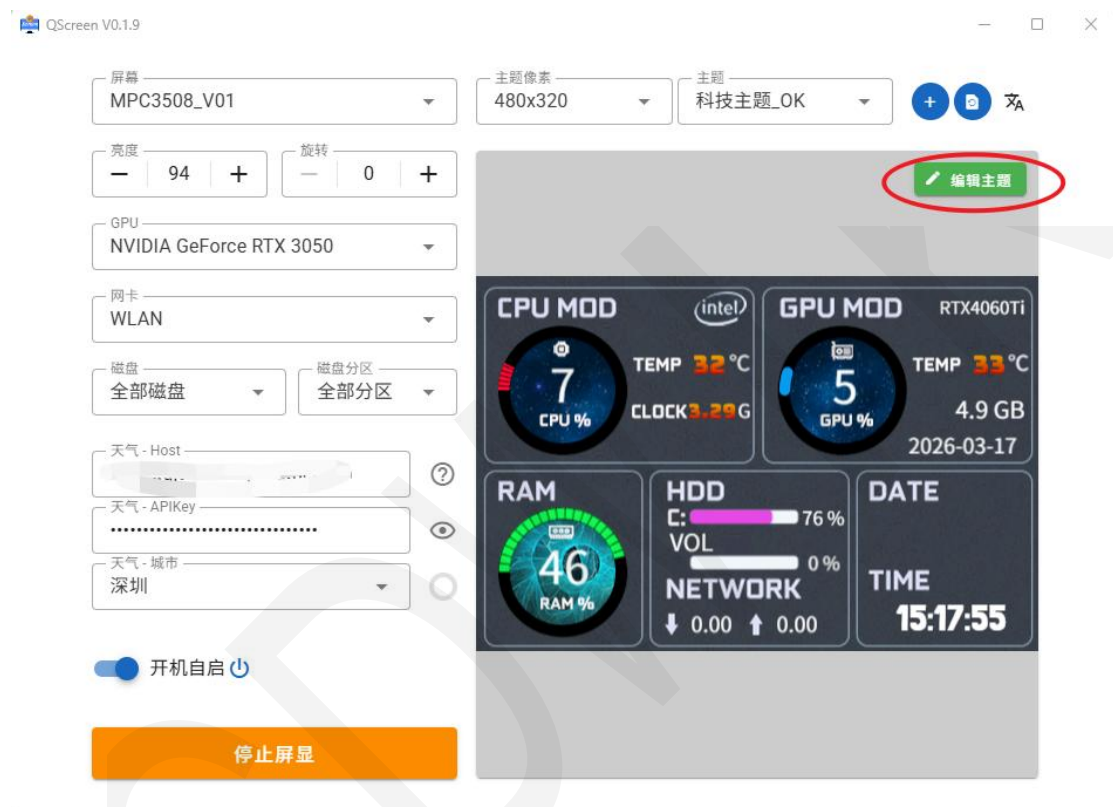 QScreen V0.1.9
屏幕
MPC3508_V01
主题像素
480x320
主题
科技主题_OK
亮度
94
旋转
0
编辑主题
GPU
NVIDIA GeForce RTX 3050
网卡
WLAN
磁盘
全部磁盘
磁盘分区
全部分区
天气 - Host
天气 - APIKey
天气 - 城市
深圳
开机自启
停止屏显
CPU MOD
intel
7
CPU %
TEMP 32 °C
CLOCK 3.29 G
GPU MOD
RTX4060Ti
5
GPU %
TEMP 33 °C
4.9 GB
2026-03-17
RAM
46
RAM %
HDD
C: 76 %
VOL
0 %
NETWORK
0.00 0.00
DATE
TIME
15:17:55